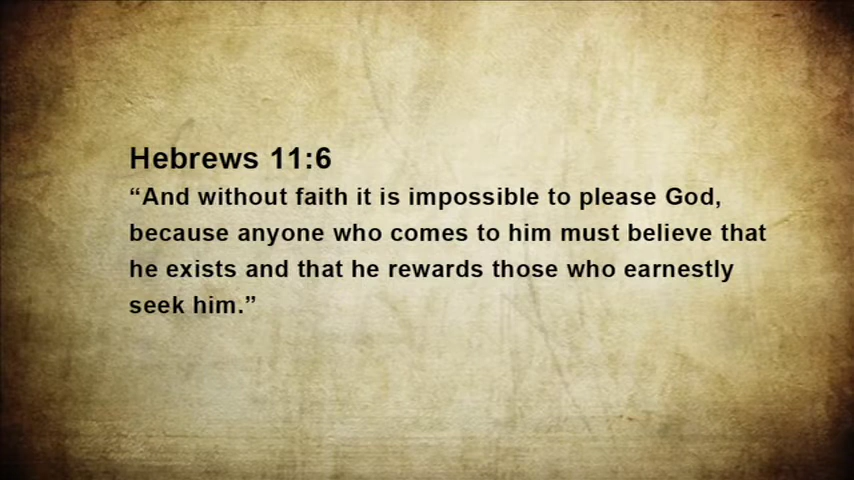 Hebrews 11:6
“And without faith it is impossible to please God,
because anyone who comes to him must believe that
he exists and that he rewards those who earnestly
seek him.”